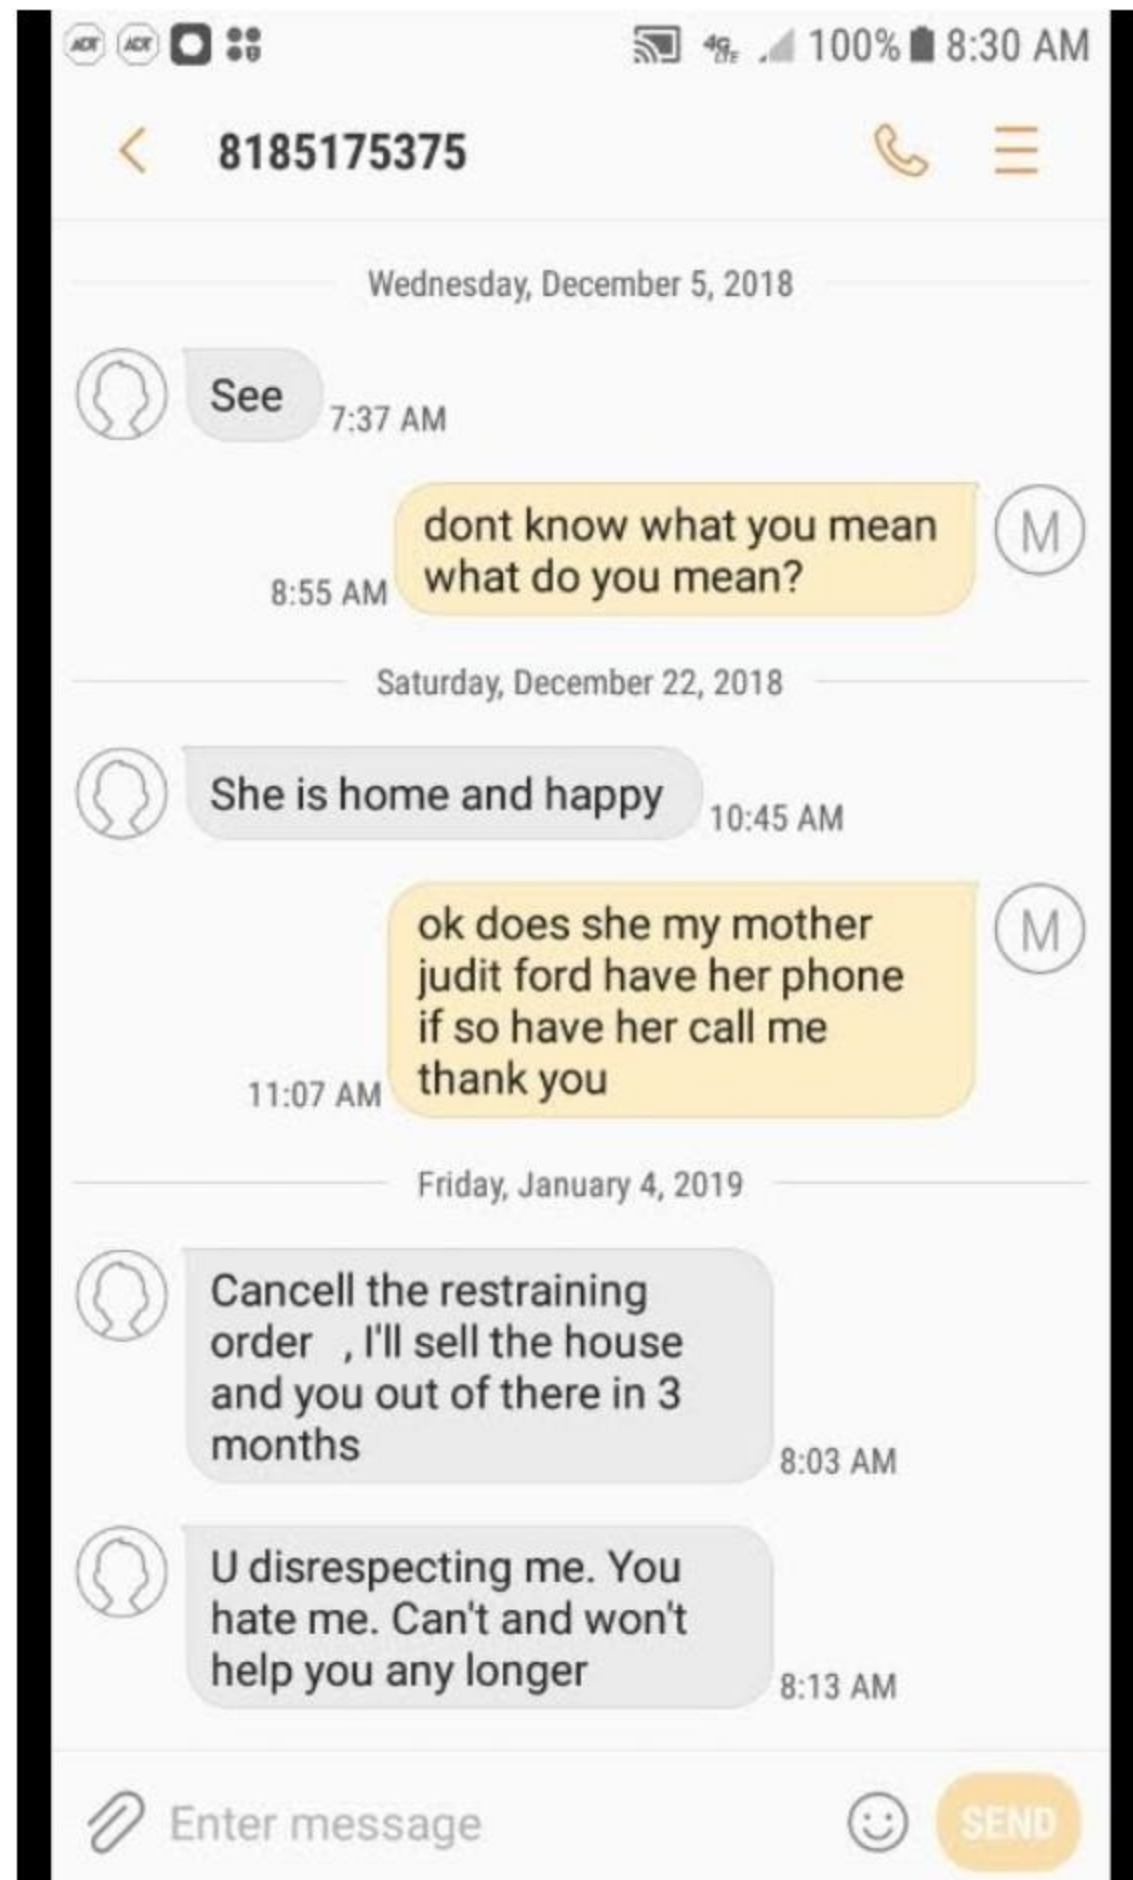 ADT ADT 4G LTE 100% 8:30 AM
8185175375
Wednesday, December 5, 2018
See
7:37 AM
dont know what you mean
what do you mean?
M
8:55 AM
Saturday, December 22, 2018
She is home and happy
10:45 AM
ok does she my mother
judit ford have her phone
if so have her call me
thank you
M
11:07 AM
Friday, January 4, 2019
Cancell the restraining
order , I'll sell the house
and you out of there in 3
months
8:03 AM
U disrespecting me. You
hate me. Can't and won't
help you any longer
8:13 AM
Enter message
SEND